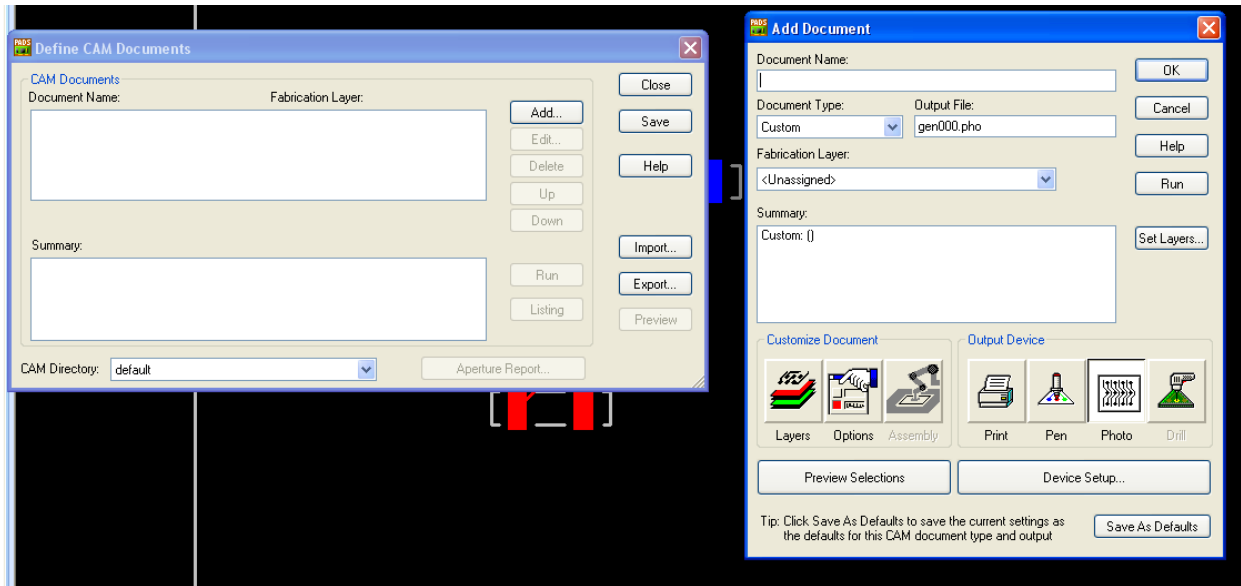 PADS
Define CAM Documents
CAM Documents
Document Name: Fabrication Layer:
Add...
Edit...
Delete
Up
Down
Summary:
Run
Listing
Close
Save
Help
Import...
Export...
Preview
CAM Directory: default
Aperture Report...
PADS
Add Document
Document Name:
OK
Document Type: Output File:
Cancel
Custom gen000.pho
Help
Fabrication Layer:
<Unassigned>
Run
Summary:
Custom: ()
Set Layers...
Customize Document
Output Device
Layers Options Assembly
Print Pen Photo Drill
Preview Selections
Device Setup...
Tip: Click Save As Defaults to save the current settings as
the defaults for this CAM document type and output
Save As Defaults